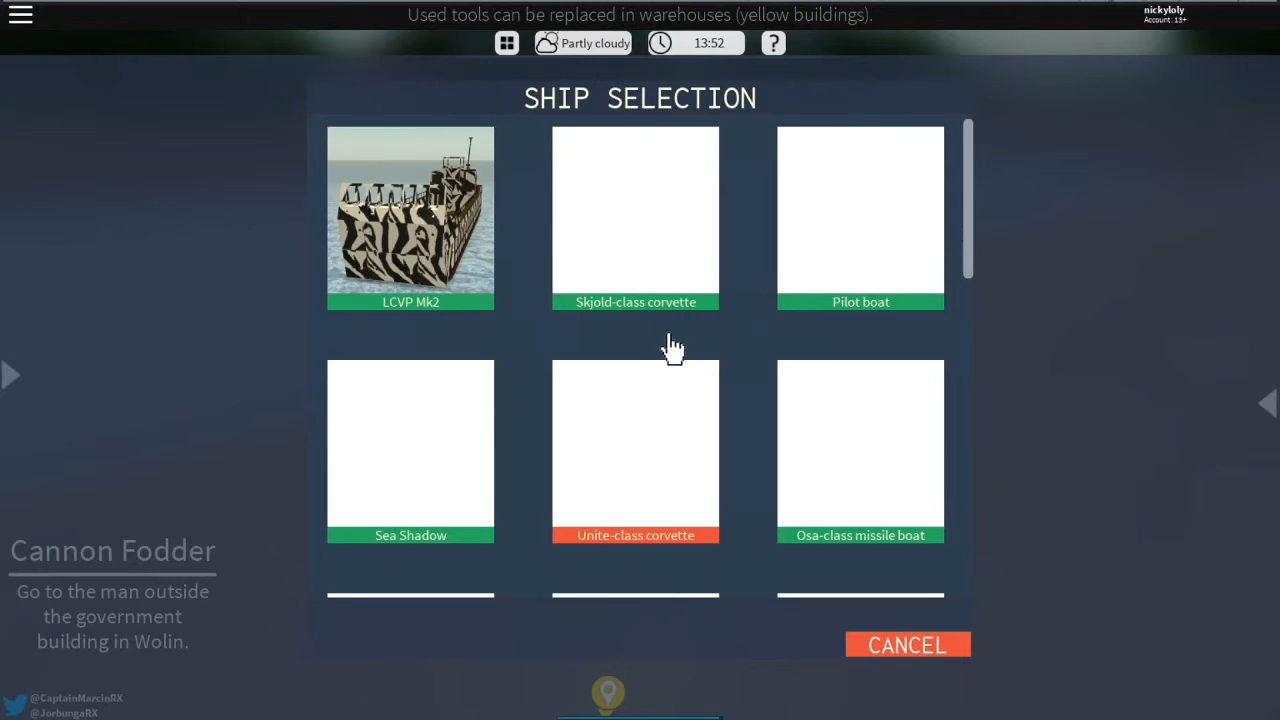 Used tools can be replaced in warehouses (yellow buildings).
nickyloly
Account: 13+
Partly cloudy
13:52
?
SHIP SELECTION
LCVP Mk2
Skjold-class corvette
Pilot boat
Sea Shadow
Unite-class corvette
Osa-class missile boat
Cannon Fodder
Go to the man outside
the government
building in Wolin.
CANCEL
@CaptainMarcinRX
@JorbungaRX